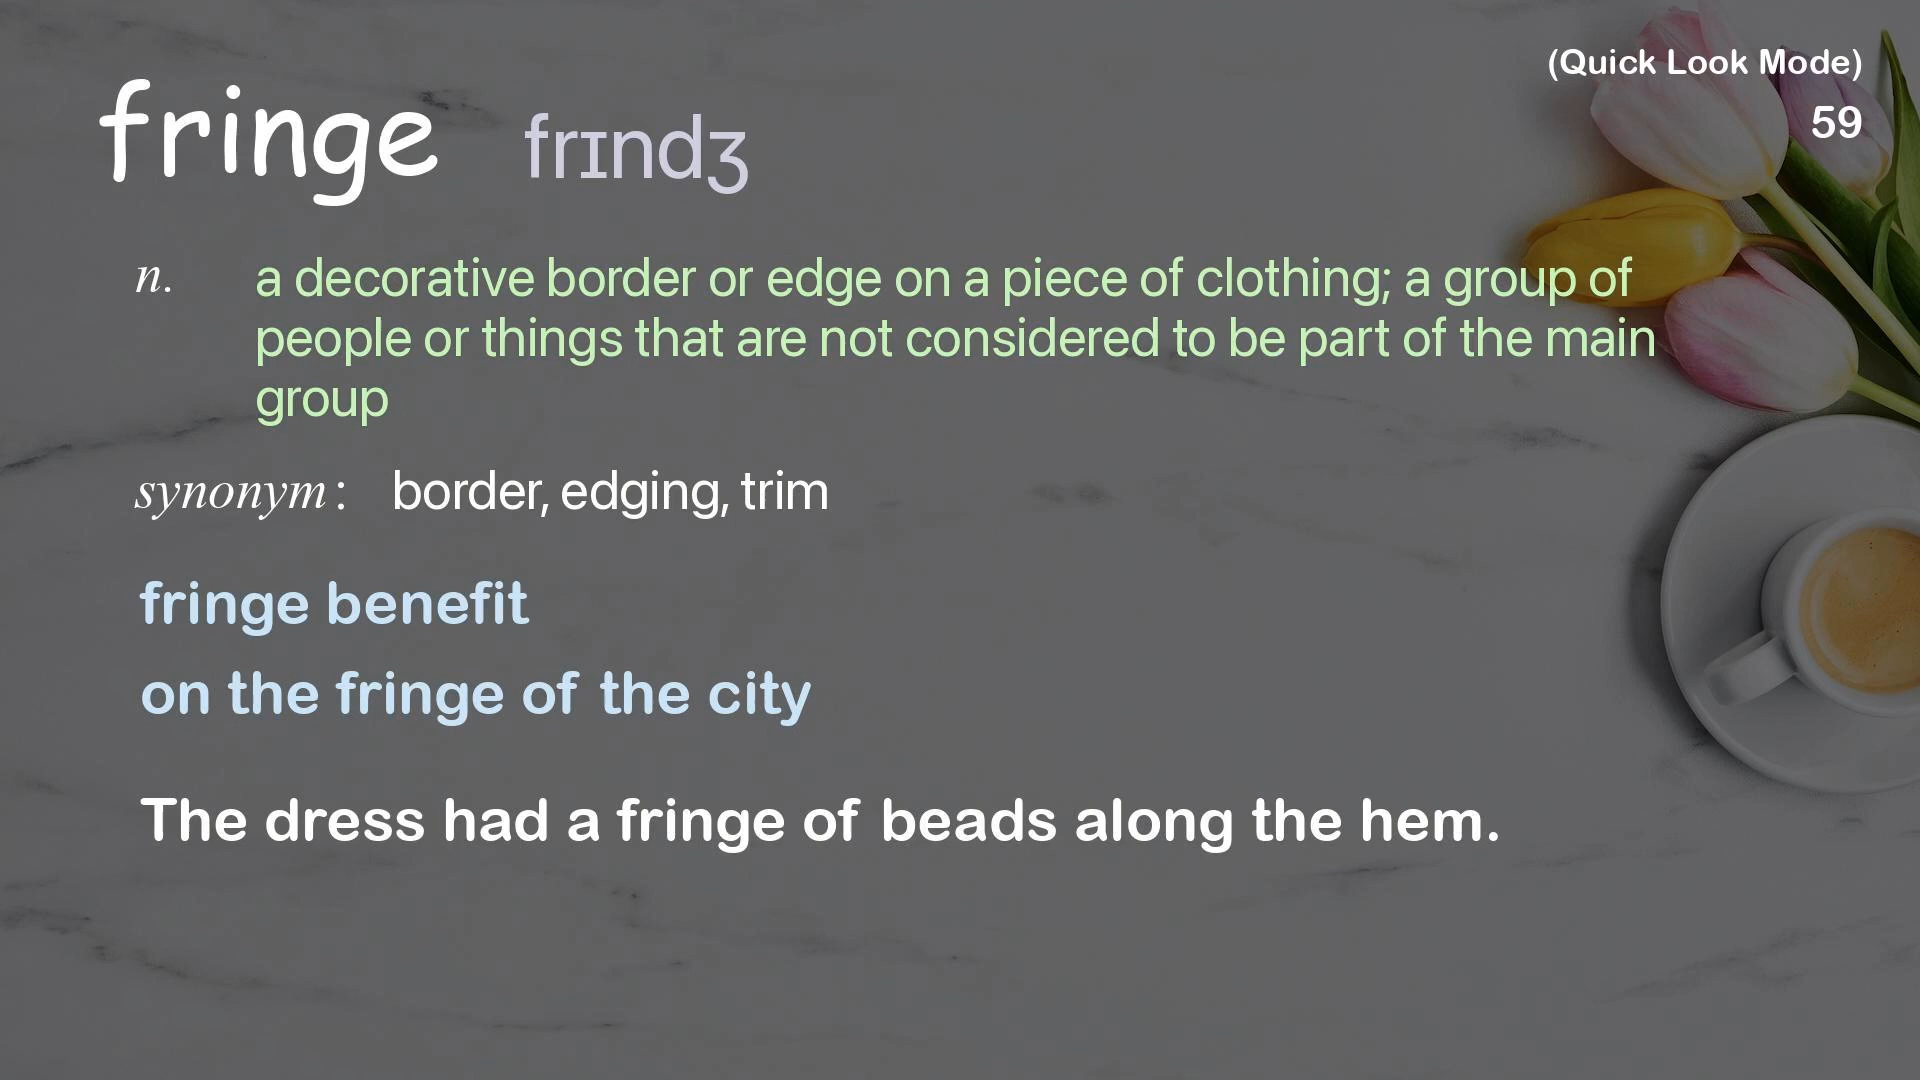 (Quick Look Mode)
59
fringe frɪndʒ
n. a decorative border or edge on a piece of clothing; a group of
people or things that are not considered to be part of the main
group
synonym: border, edging, trim
fringe benefit
on the fringe of the city
The dress had a fringe of beads along the hem.